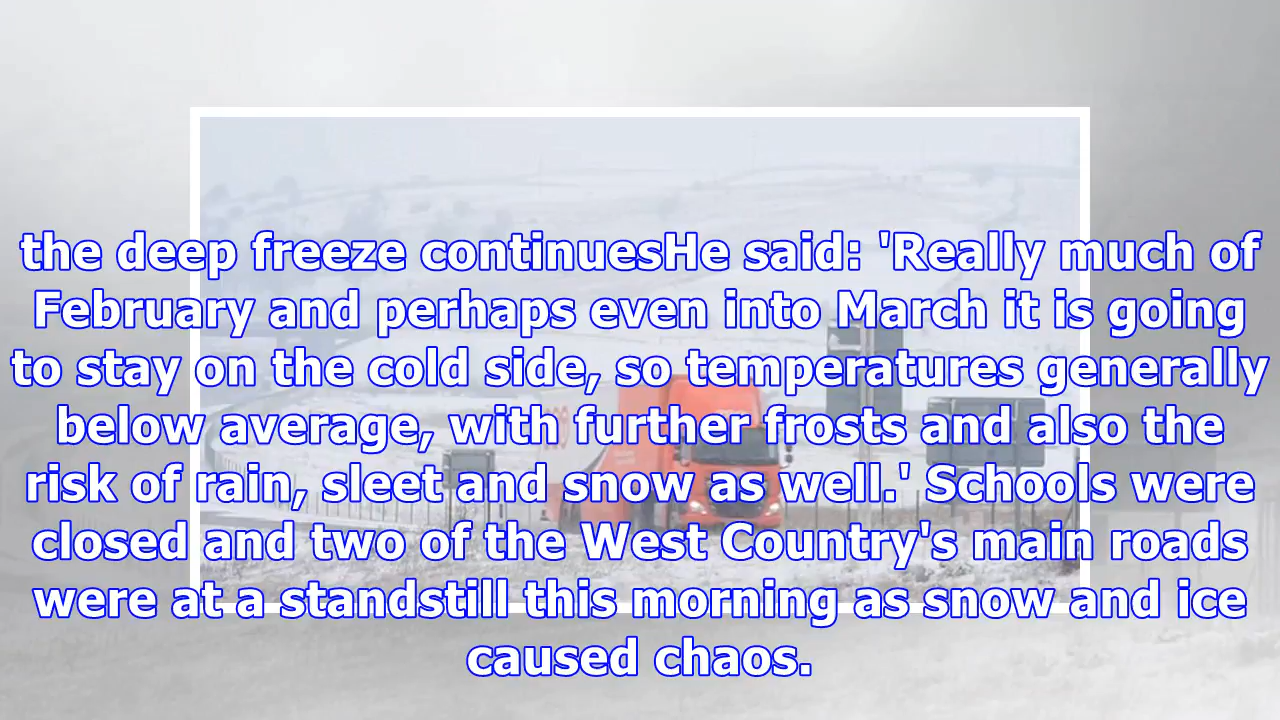 the deep freeze continuesHe said: 'Really much of
February and perhaps even into March it is going
to stay on the cold side, so temperatures generally
below average, with further frosts and also the
risk of rain, sleet and snow as well.' Schools were
closed and two of the West Country's main roads
were at a standstill this morning as snow and ice
caused chaos.